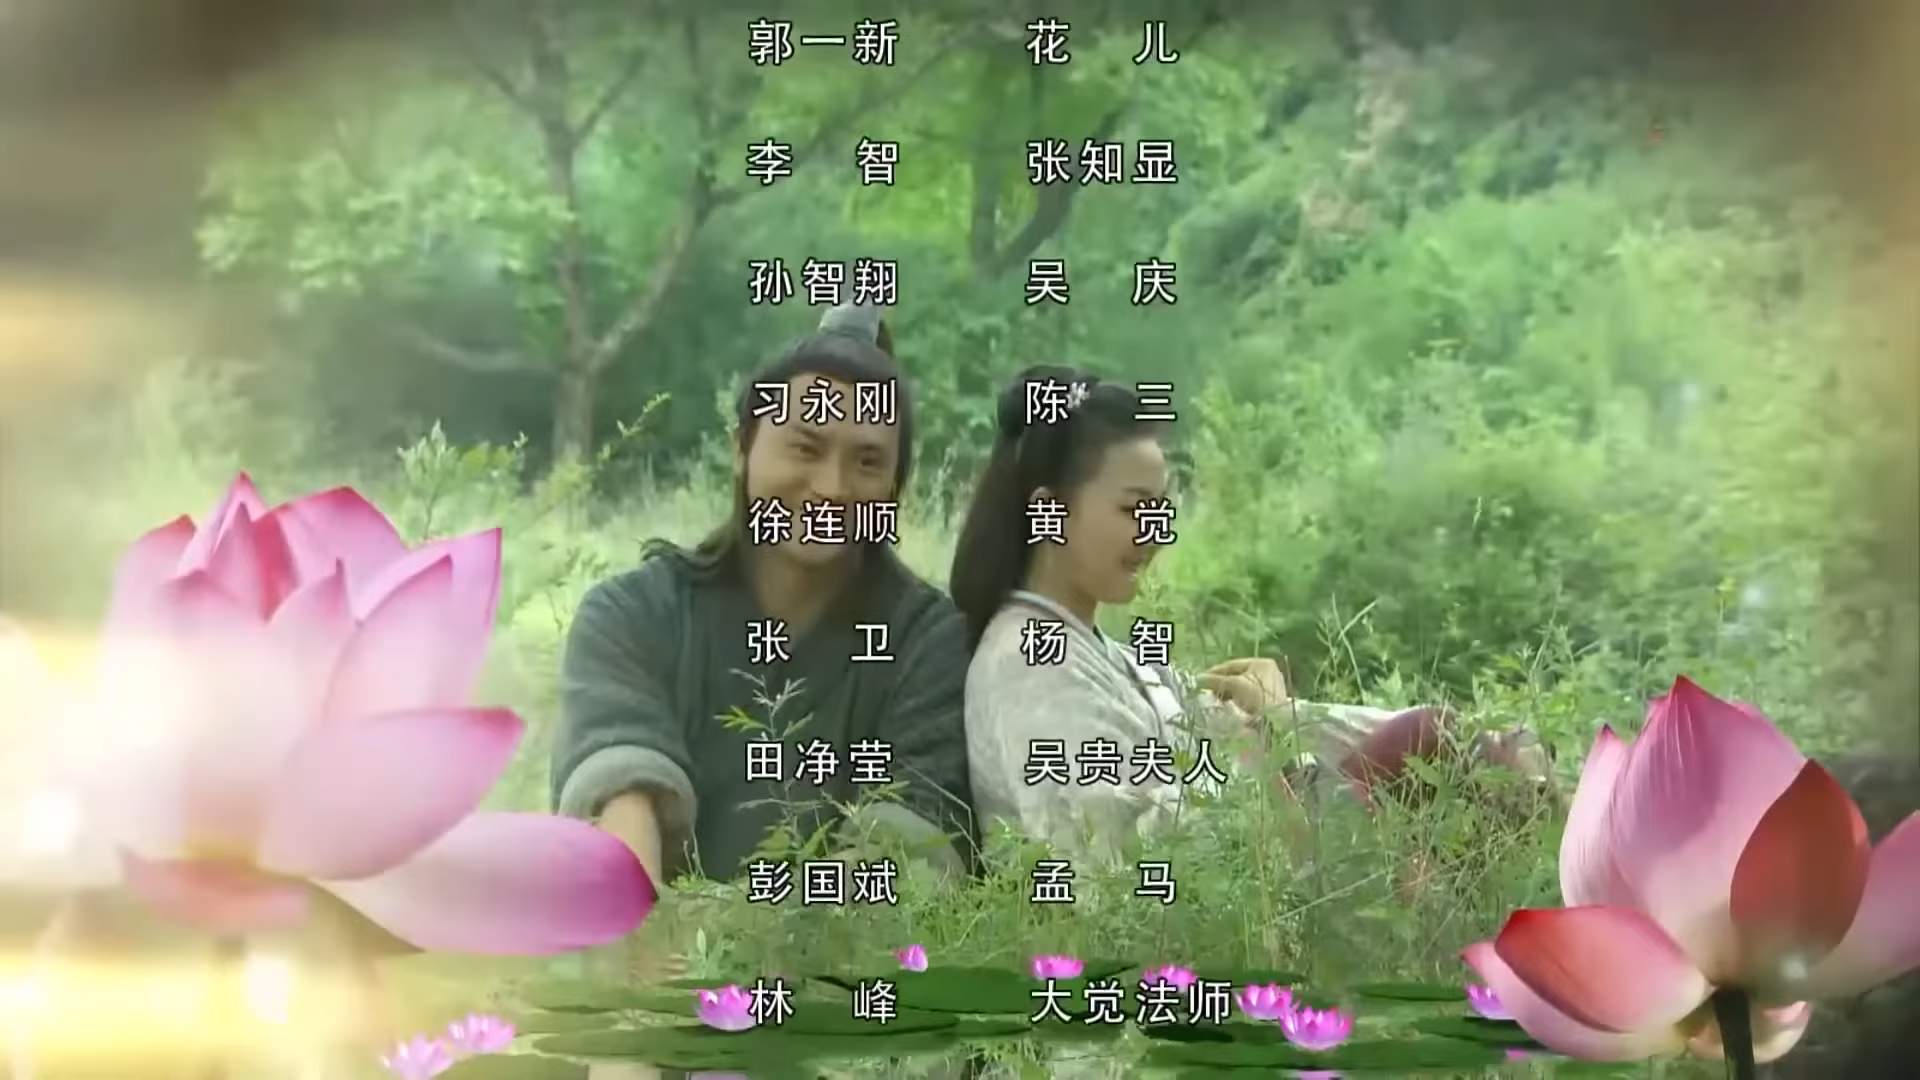 郭一新 花儿
李智 张知显
孙智翔 吴庆
习永刚 陈三
徐连顺 黄觉
张卫 杨智
田净莹 吴贵夫人
彭国斌 孟马
林峰 大觉法师